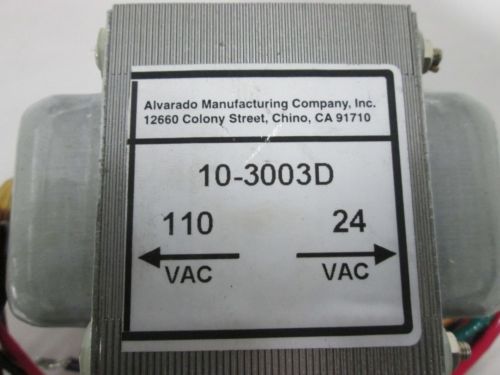 Alvarado Manufacturing Company, Inc.
12660 Colony Street, Chino, CA 91710
10-3003D
110 24
VAC VAC